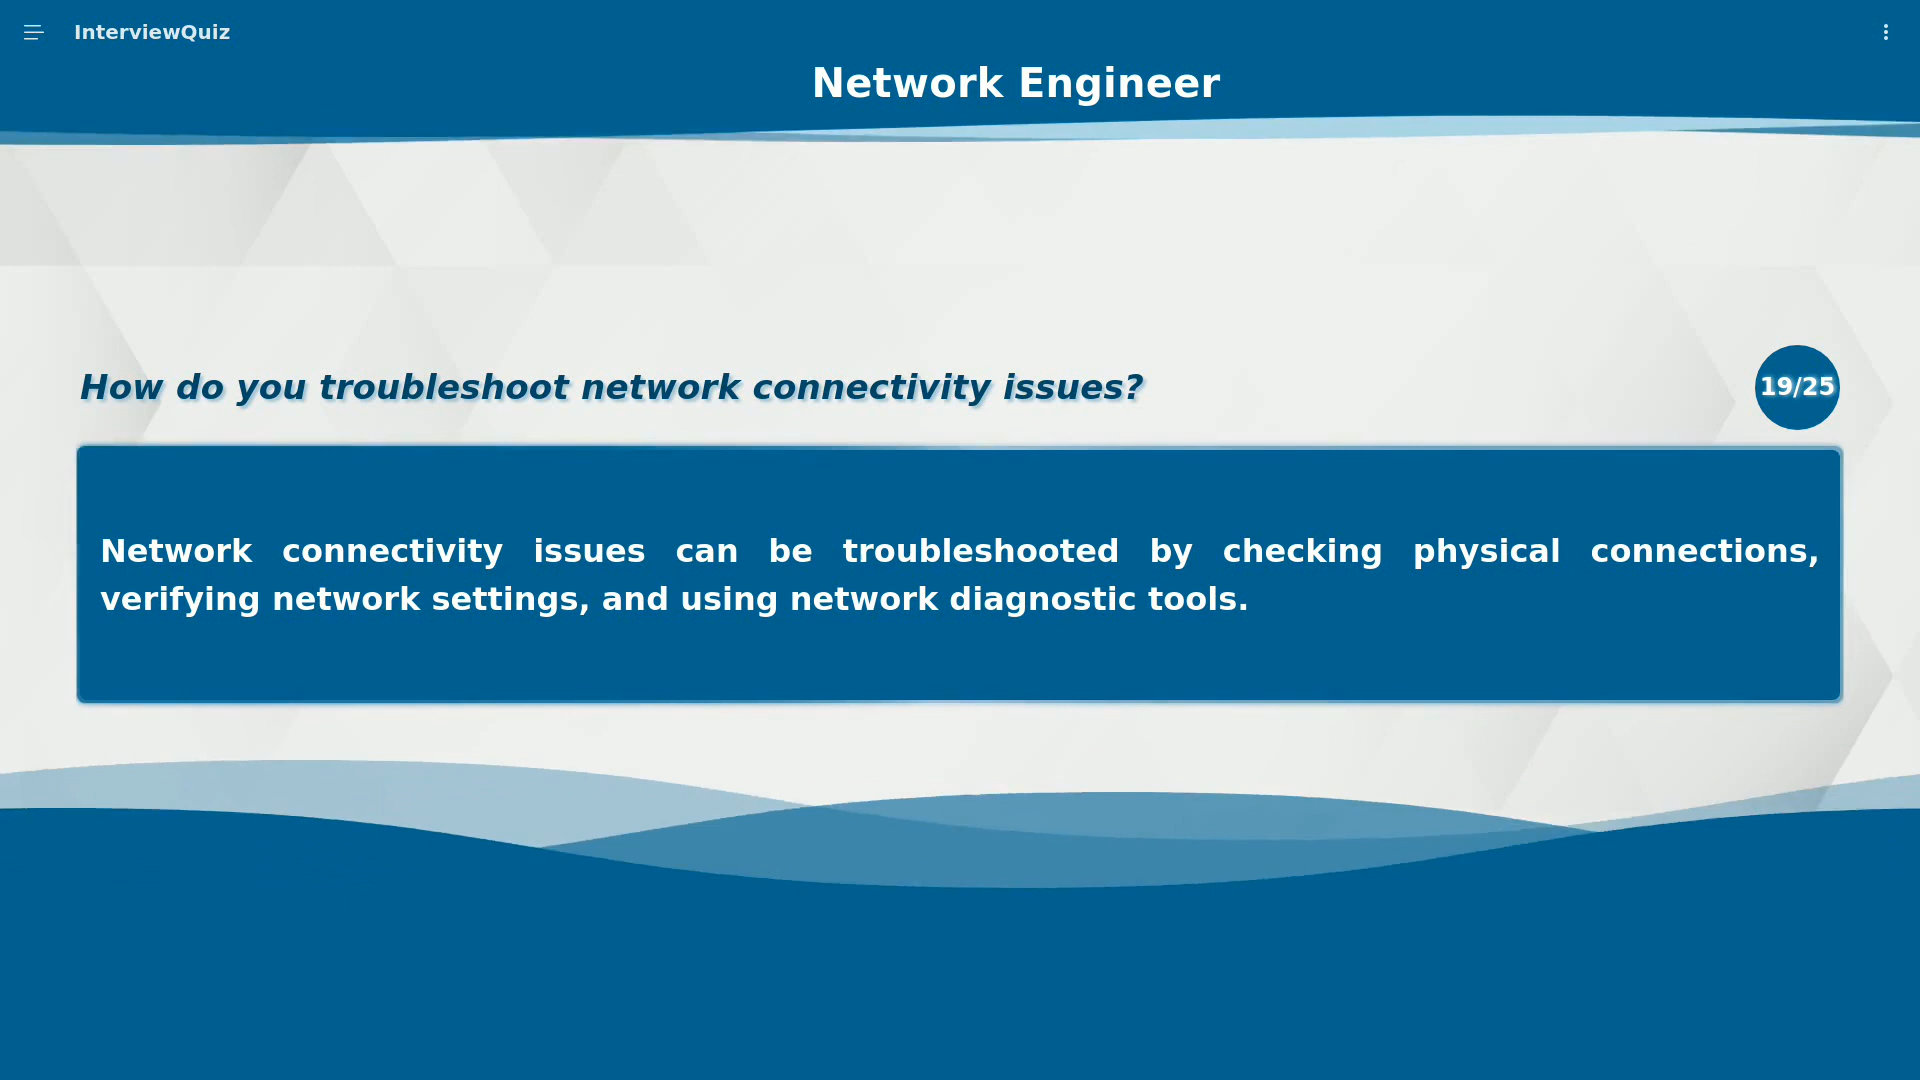 InterviewQuiz
Network Engineer
How do you troubleshoot network connectivity issues?
19/25
Network connectivity issues can be troubleshooted by checking physical connections,
verifying network settings, and using network diagnostic tools.